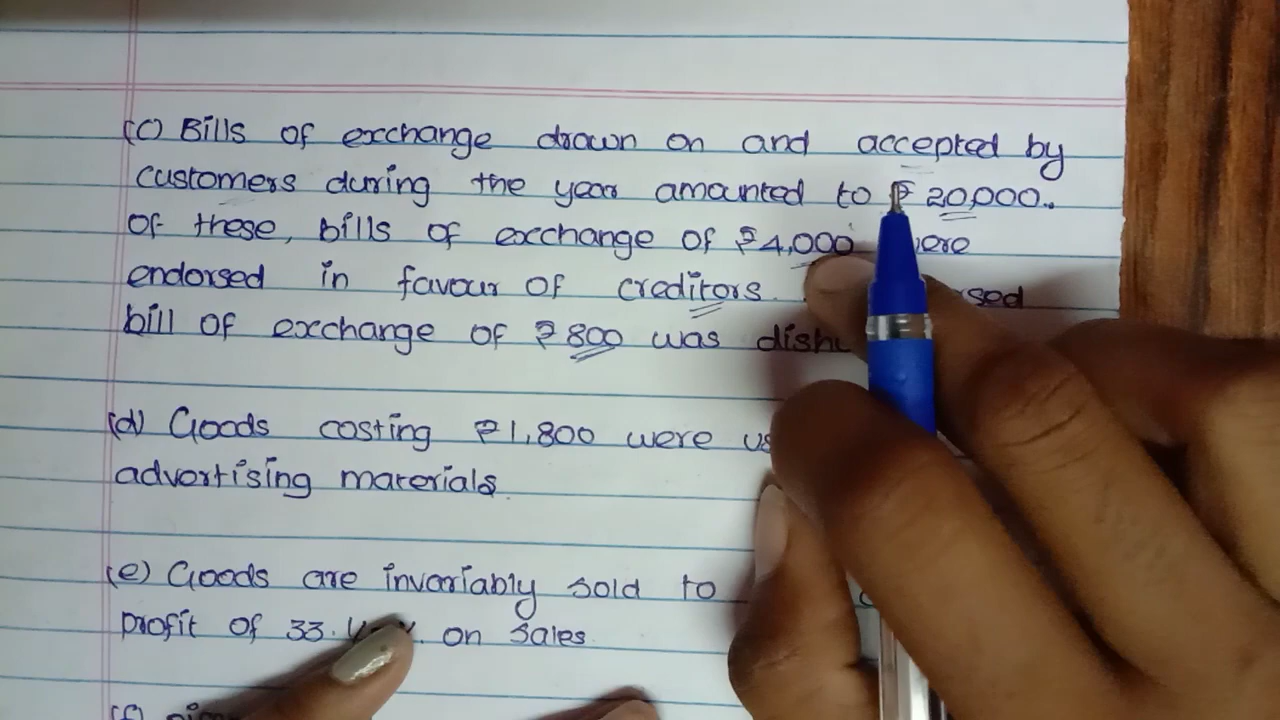 (c) Bills of exchange drawn on and accepted by
customers during the year amounted to ₹ 20,000.
Of these, bills of exchange of ₹4,000
endorsed in favour of creditors.
bill of exchange of ₹800 was
(d) Goods costing ₹1,800 were
advertising materials.
(e) Goods are invariably sold to
profit of 33. on sales
(f)